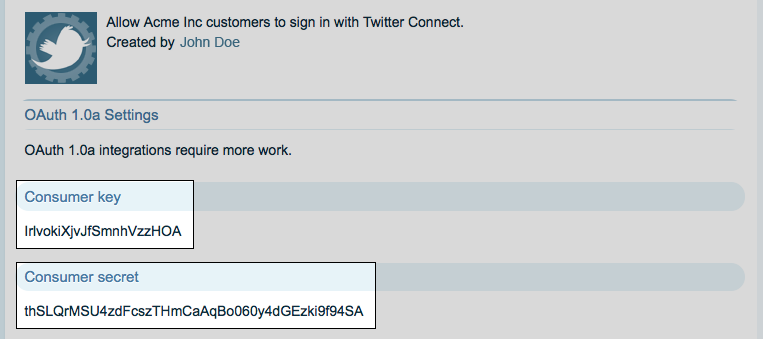 Allow Acme Inc customers to sign in with Twitter Connect.
Created by John Doe
OAuth 1.0a Settings
OAuth 1.0a integrations require more work.
Consumer key
IrlvokiXjvJfSmnhVzzHOA
Consumer secret
thSLQrMSU4zdFcszTHmCaAqBo060y4dGEzki9f94SA